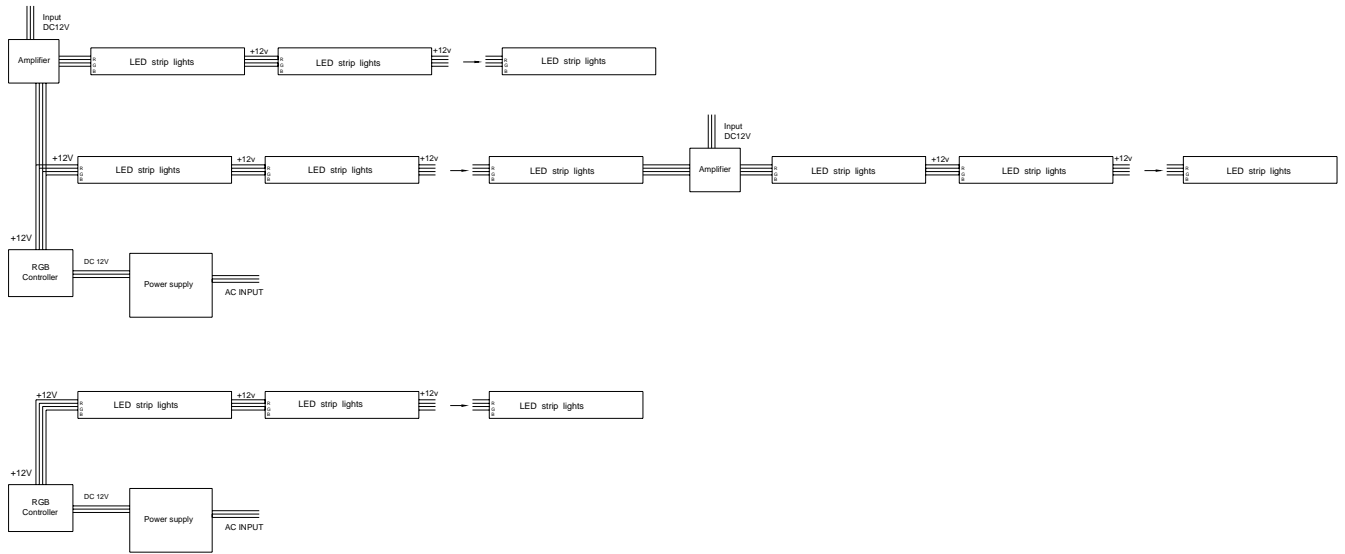 Input
DC12V
Amplifier
R
G
B
LED strip lights
+12v
R
G
B
LED strip lights
+12v
R
G
B
LED strip lights
+12V
R
G
B
LED strip lights
+12v
R
G
B
LED strip lights
+12v
R
G
B
LED strip lights
Input
DC12V
Amplifier
R
G
B
LED strip lights
+12v
R
G
B
LED strip lights
+12v
R
G
B
LED strip lights
+12V
RGB
Controller
DC 12V
Power supply
AC INPUT
+12V
R
G
B
LED strip lights
+12v
R
G
B
LED strip lights
+12v
R
G
B
LED strip lights
+12V
RGB
Controller
DC 12V
Power supply
AC INPUT